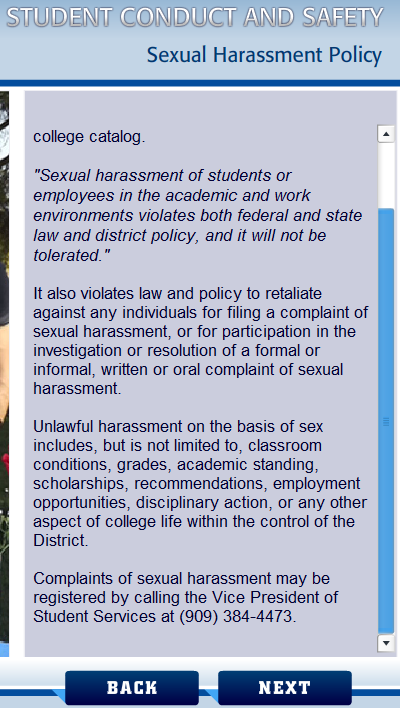 STUDENT CONDUCT AND SAFETY
Sexual Harassment Policy
college catalog.
"Sexual harassment of students or
employees in the academic and work
environments violates both federal and state
law and district policy, and it will not be
tolerated."
It also violates law and policy to retaliate
against any individuals for filing a complaint of
sexual harassment, or for participation in the
investigation or resolution of a formal or
informal, written or oral complaint of sexual
harassment.
Unlawful harassment on the basis of sex
includes, but is not limited to, classroom
conditions, grades, academic standing,
scholarships, recommendations, employment
opportunities, disciplinary action, or any other
aspect of college life within the control of the
District.
Complaints of sexual harassment may be
registered by calling the Vice President of
Student Services at (909) 384-4473.
BACK NEXT